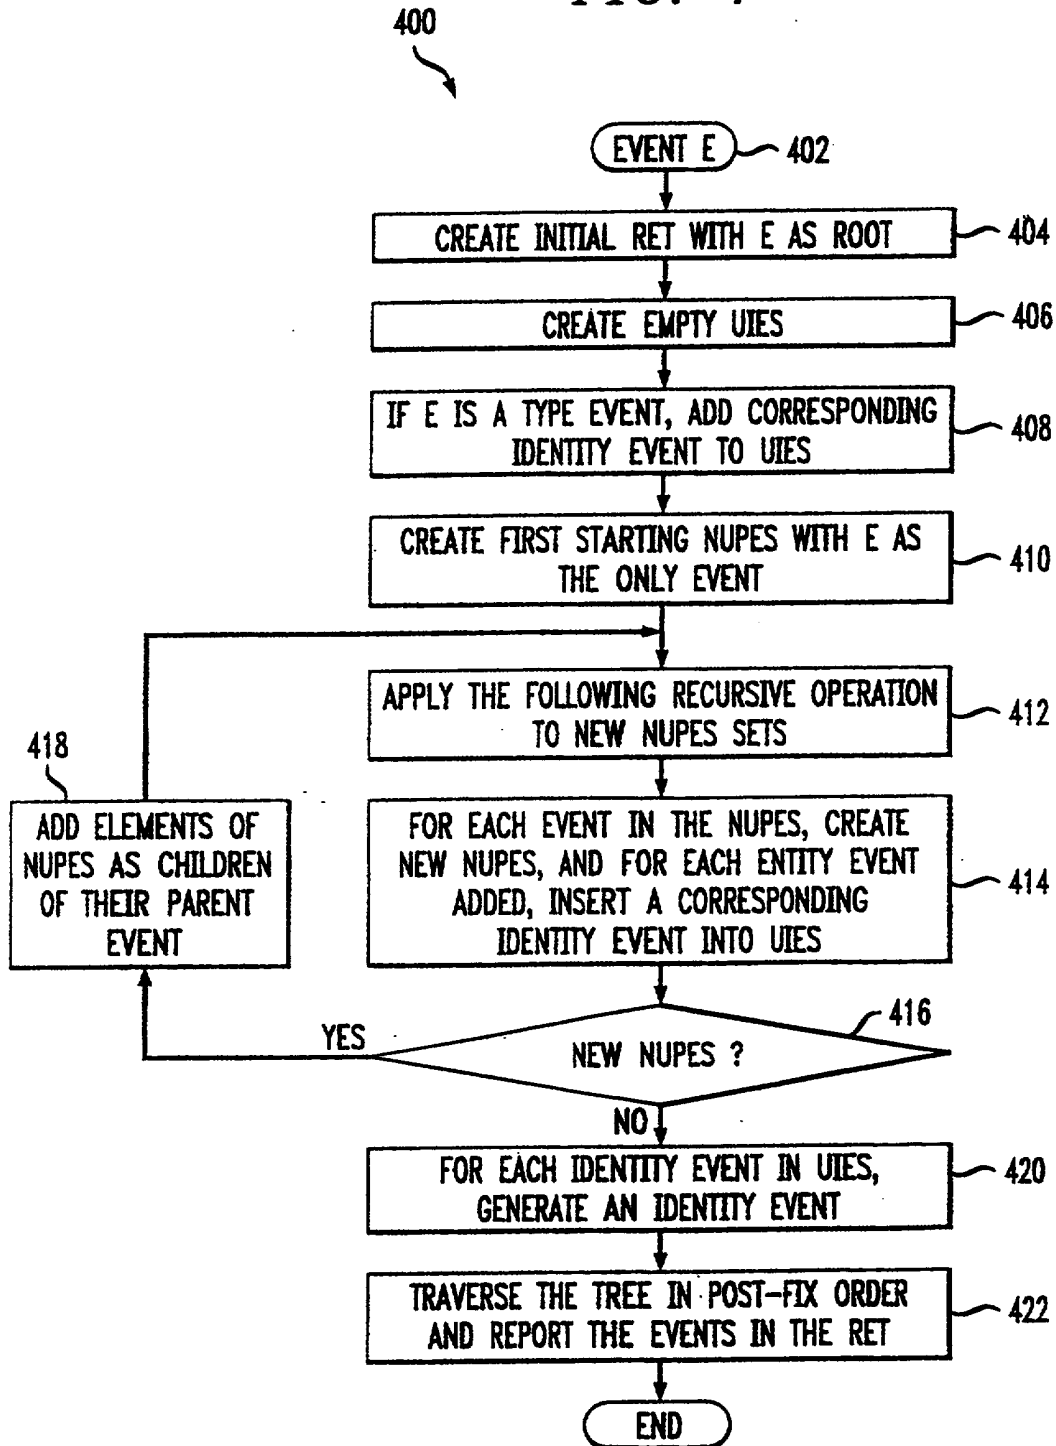 400
EVENT E
402
CREATE INITIAL RET WITH E AS ROOT
404
CREATE EMPTY UIES
406
IF E IS A TYPE EVENT, ADD CORRESPONDING
IDENTITY EVENT TO UIES
408
CREATE FIRST STARTING NUPES WITH E AS
THE ONLY EVENT
410
APPLY THE FOLLOWING RECURSIVE OPERATION
TO NEW NUPES SETS
412
418
ADD ELEMENTS OF
NUPES AS CHILDREN
OF THEIR PARENT
EVENT
FOR EACH EVENT IN THE NUPES, CREATE
NEW NUPES, AND FOR EACH ENTITY EVENT
ADDED, INSERT A CORRESPONDING
IDENTITY EVENT INTO UIES
414
416
YES
NEW NUPES ?
NO
FOR EACH IDENTITY EVENT IN UIES,
GENERATE AN IDENTITY EVENT
420
TRAVERSE THE TREE IN POST-FIX ORDER
AND REPORT THE EVENTS IN THE RET
422
END